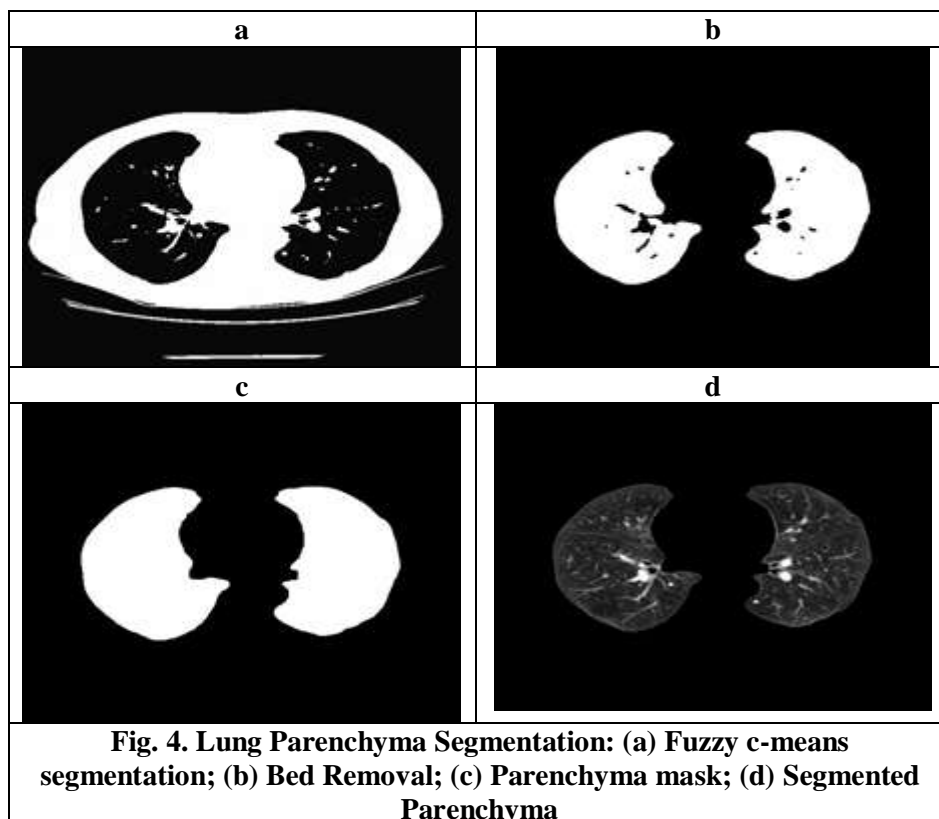 a
b
c
d
Fig. 4. Lung Parenchyma Segmentation: (a) Fuzzy c-means
segmentation; (b) Bed Removal; (c) Parenchyma mask; (d) Segmented
Parenchyma